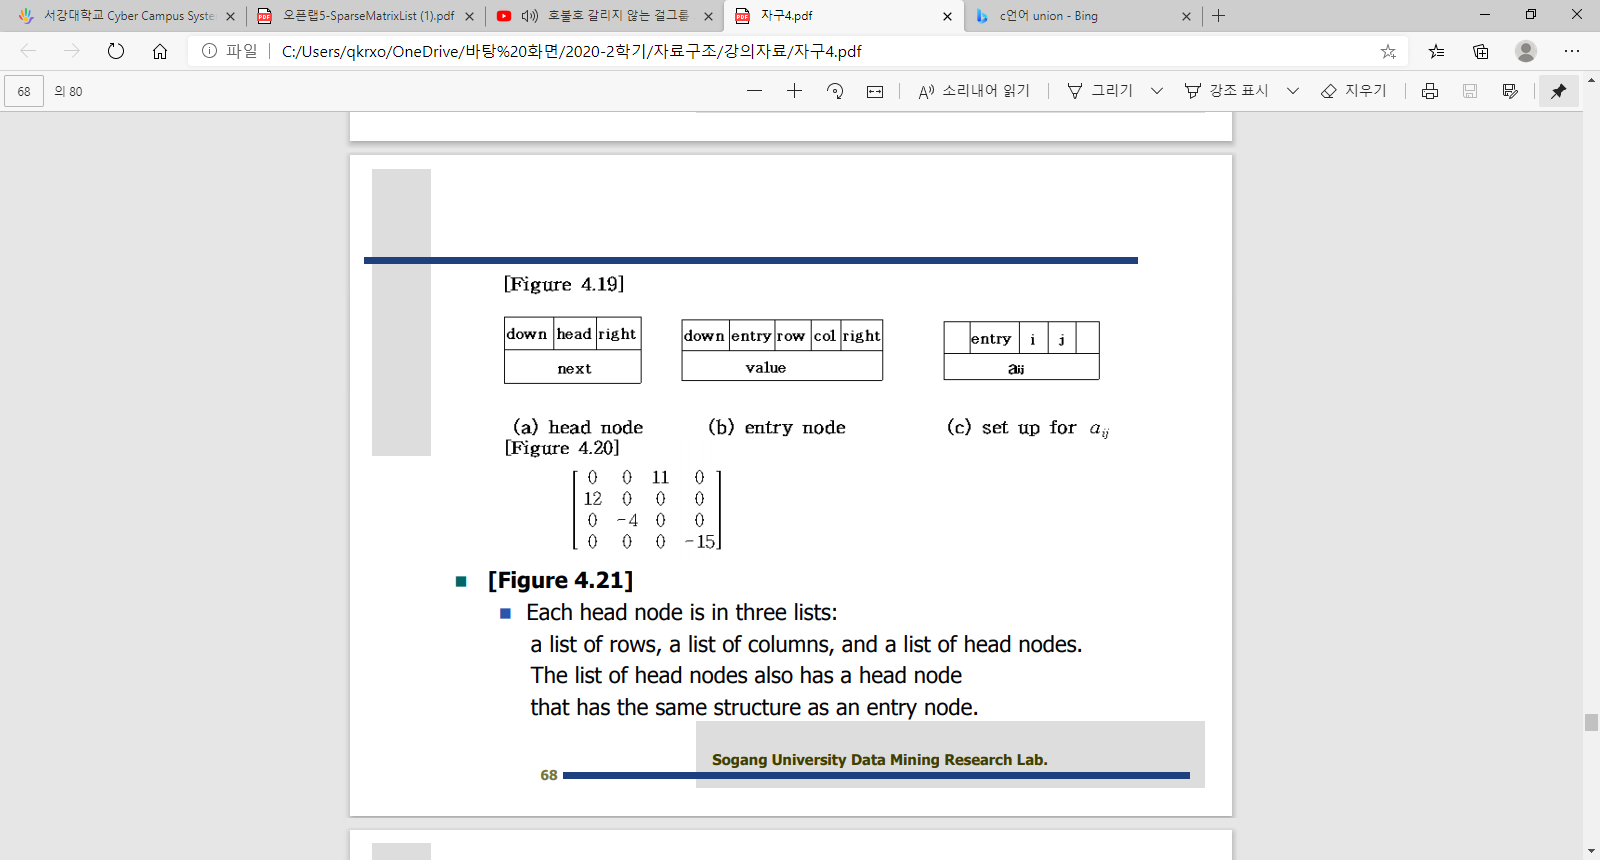 서강대학교 Cyber Campus Syste
오픈랩5-SparseMatrixList (1).pdf
호불호 갈리지 않는 걸그룹
자구4.pdf
c언어 union - Bing
파일
C:/Users/qkrxo/OneDrive/바탕%20화면/2020-2학기/자료구조/강의자료/자구4.pdf
68 의 80
소리내어 읽기
그리기
강조 표시
지우기
[Figure 4.19]
down head right
next
down entry row col right
value
entry i j
aij
(a) head node
(b) entry node
(c) set up for aij
[Figure 4.20]
0 0 11 0
12 0 0 0
0 -4 0 0
0 0 0 -15
[Figure 4.21]
Each head node is in three lists:
a list of rows, a list of columns, and a list of head nodes.
The list of head nodes also has a head node
that has the same structure as an entry node.
Sogang University Data Mining Research Lab.
68